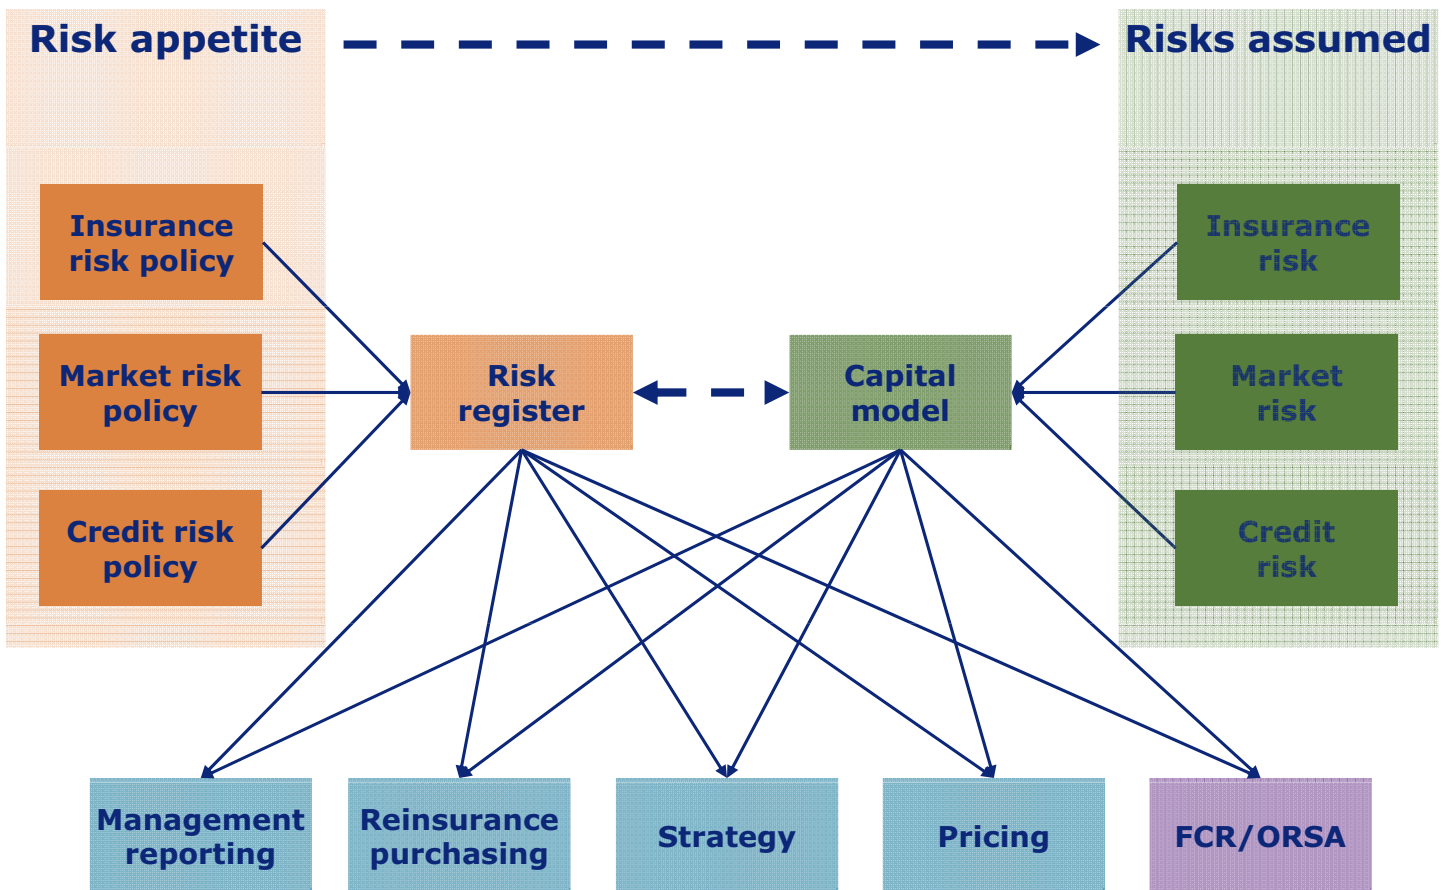 Risk appetite
Risks assumed
Insurance
risk policy
Insurance
risk
Market risk
policy
Risk
register
Capital
model
Market
risk
Credit risk
policy
Credit
risk
Management
reporting
Reinsurance
purchasing
Strategy
Pricing
FCR/ORSA